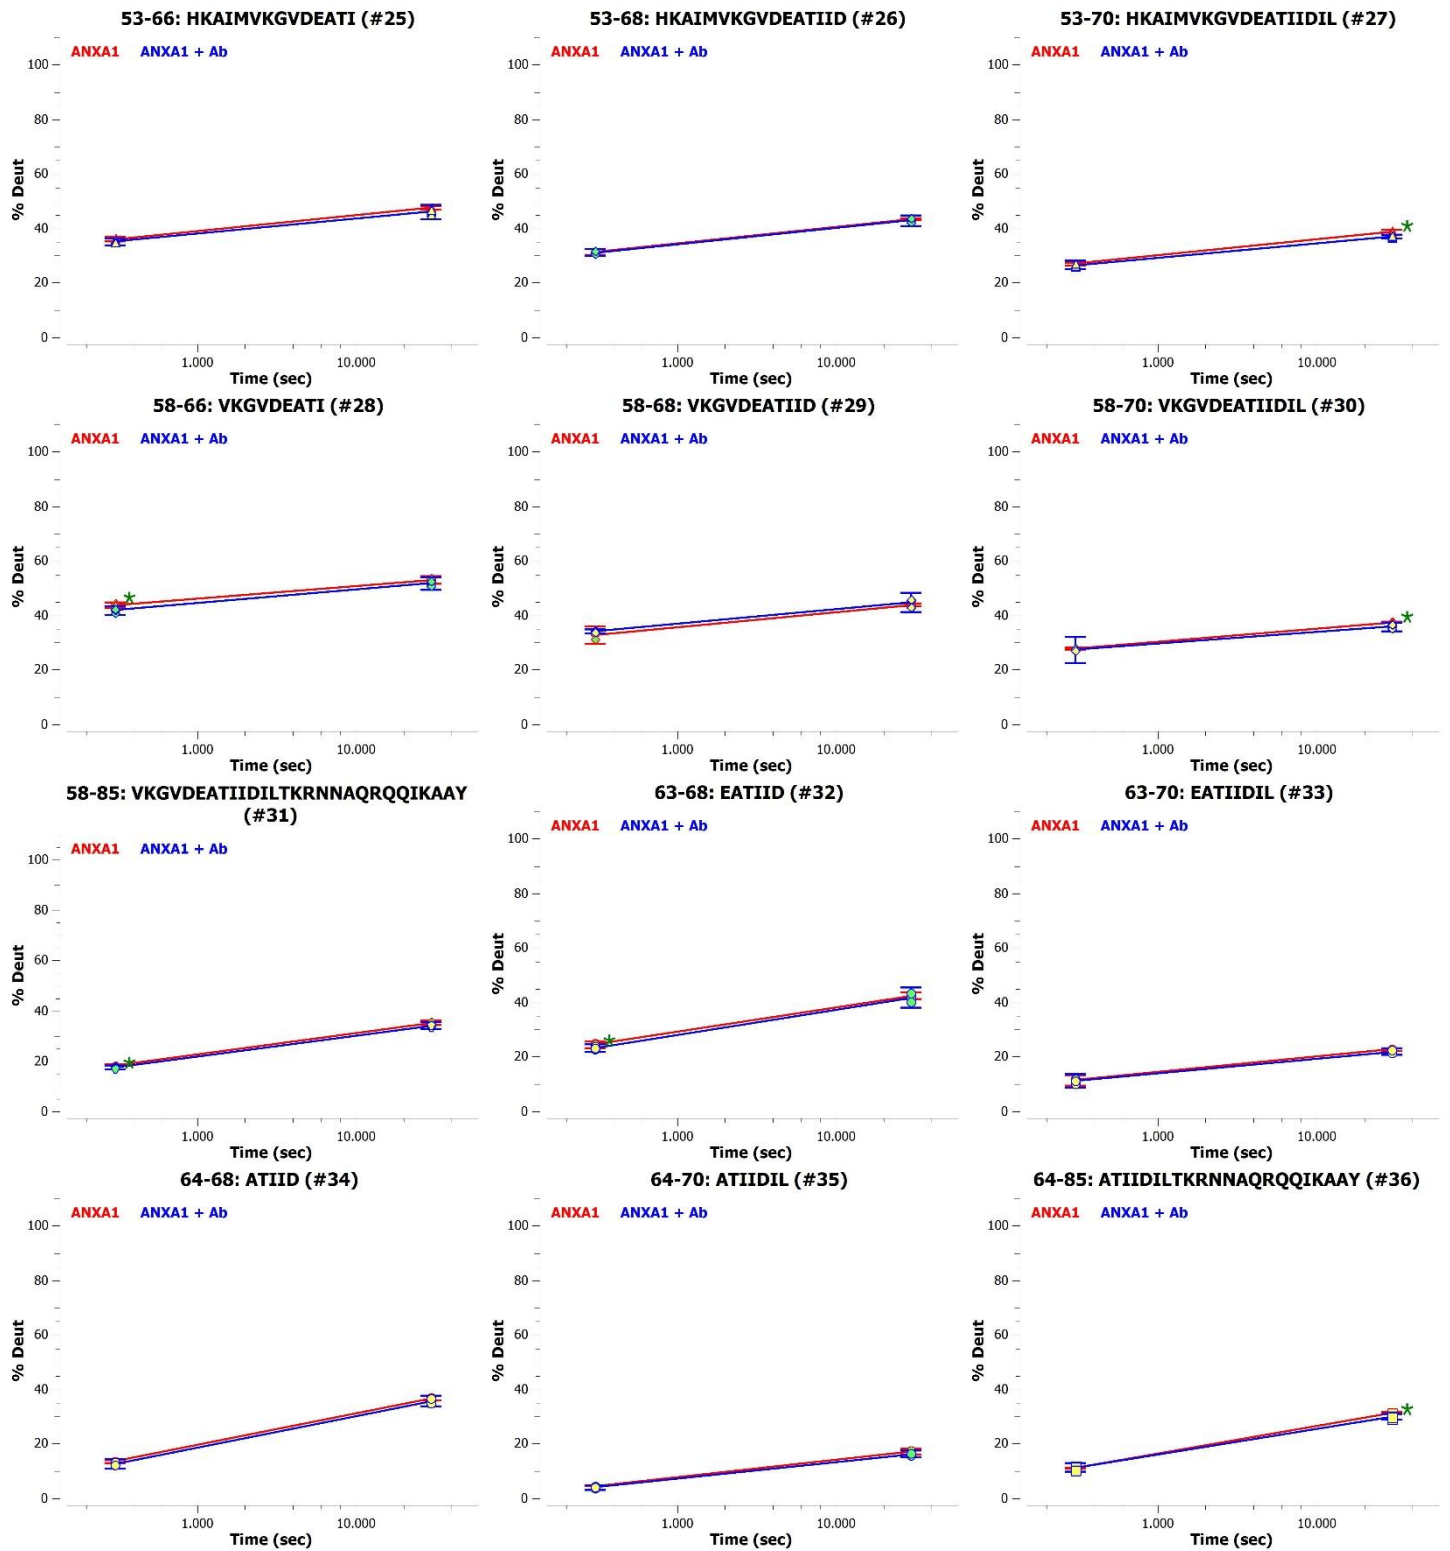 53-66: HKAIMVKGVDEATI (#25)
ANXA1 ANXA1 + Ab
100
80
60
40
20
0
% Deut
1.000 10.000
Time (sec)
53-68: HKAIMVKGVDEATIID (#26)
ANXA1 ANXA1 + Ab
100
80
60
40
20
0
% Deut
1.000 10.000
Time (sec)
53-70: HKAIMVKGVDEATIIDIL (#27)
ANXA1 ANXA1 + Ab
100
80
60
40
20
0
% Deut
1.000 10.000
Time (sec)
58-66: VKGVDEATI (#28)
ANXA1 ANXA1 + Ab
100
80
60
40
20
0
% Deut
1.000 10.000
Time (sec)
58-68: VKGVDEATIID (#29)
ANXA1 ANXA1 + Ab
100
80
60
40
20
0
% Deut
1.000 10.000
Time (sec)
58-70: VKGVDEATIIDIL (#30)
ANXA1 ANXA1 + Ab
100
80
60
40
20
0
% Deut
1.000 10.000
Time (sec)
58-85: VKGVDEATIIDILTKRNNAQRQQIKAAY
(#31)
ANXA1 ANXA1 + Ab
100
80
60
40
20
0
% Deut
1.000 10.000
Time (sec)
63-68: EATIID (#32)
ANXA1 ANXA1 + Ab
100
80
60
40
20
0
% Deut
1.000 10.000
Time (sec)
63-70: EATIIDIL (#33)
ANXA1 ANXA1 + Ab
100
80
60
40
20
0
% Deut
1.000 10.000
Time (sec)
64-68: ATIID (#34)
ANXA1 ANXA1 + Ab
100
80
60
40
20
0
% Deut
1.000 10.000
Time (sec)
64-70: ATIIDIL (#35)
ANXA1 ANXA1 + Ab
100
80
60
40
20
0
% Deut
1.000 10.000
Time (sec)
64-85: ATIIDILTKRNNAQRQQIKAAY (#36)
ANXA1 ANXA1 + Ab
100
80
60
40
20
0
% Deut
1.000 10.000
Time (sec)